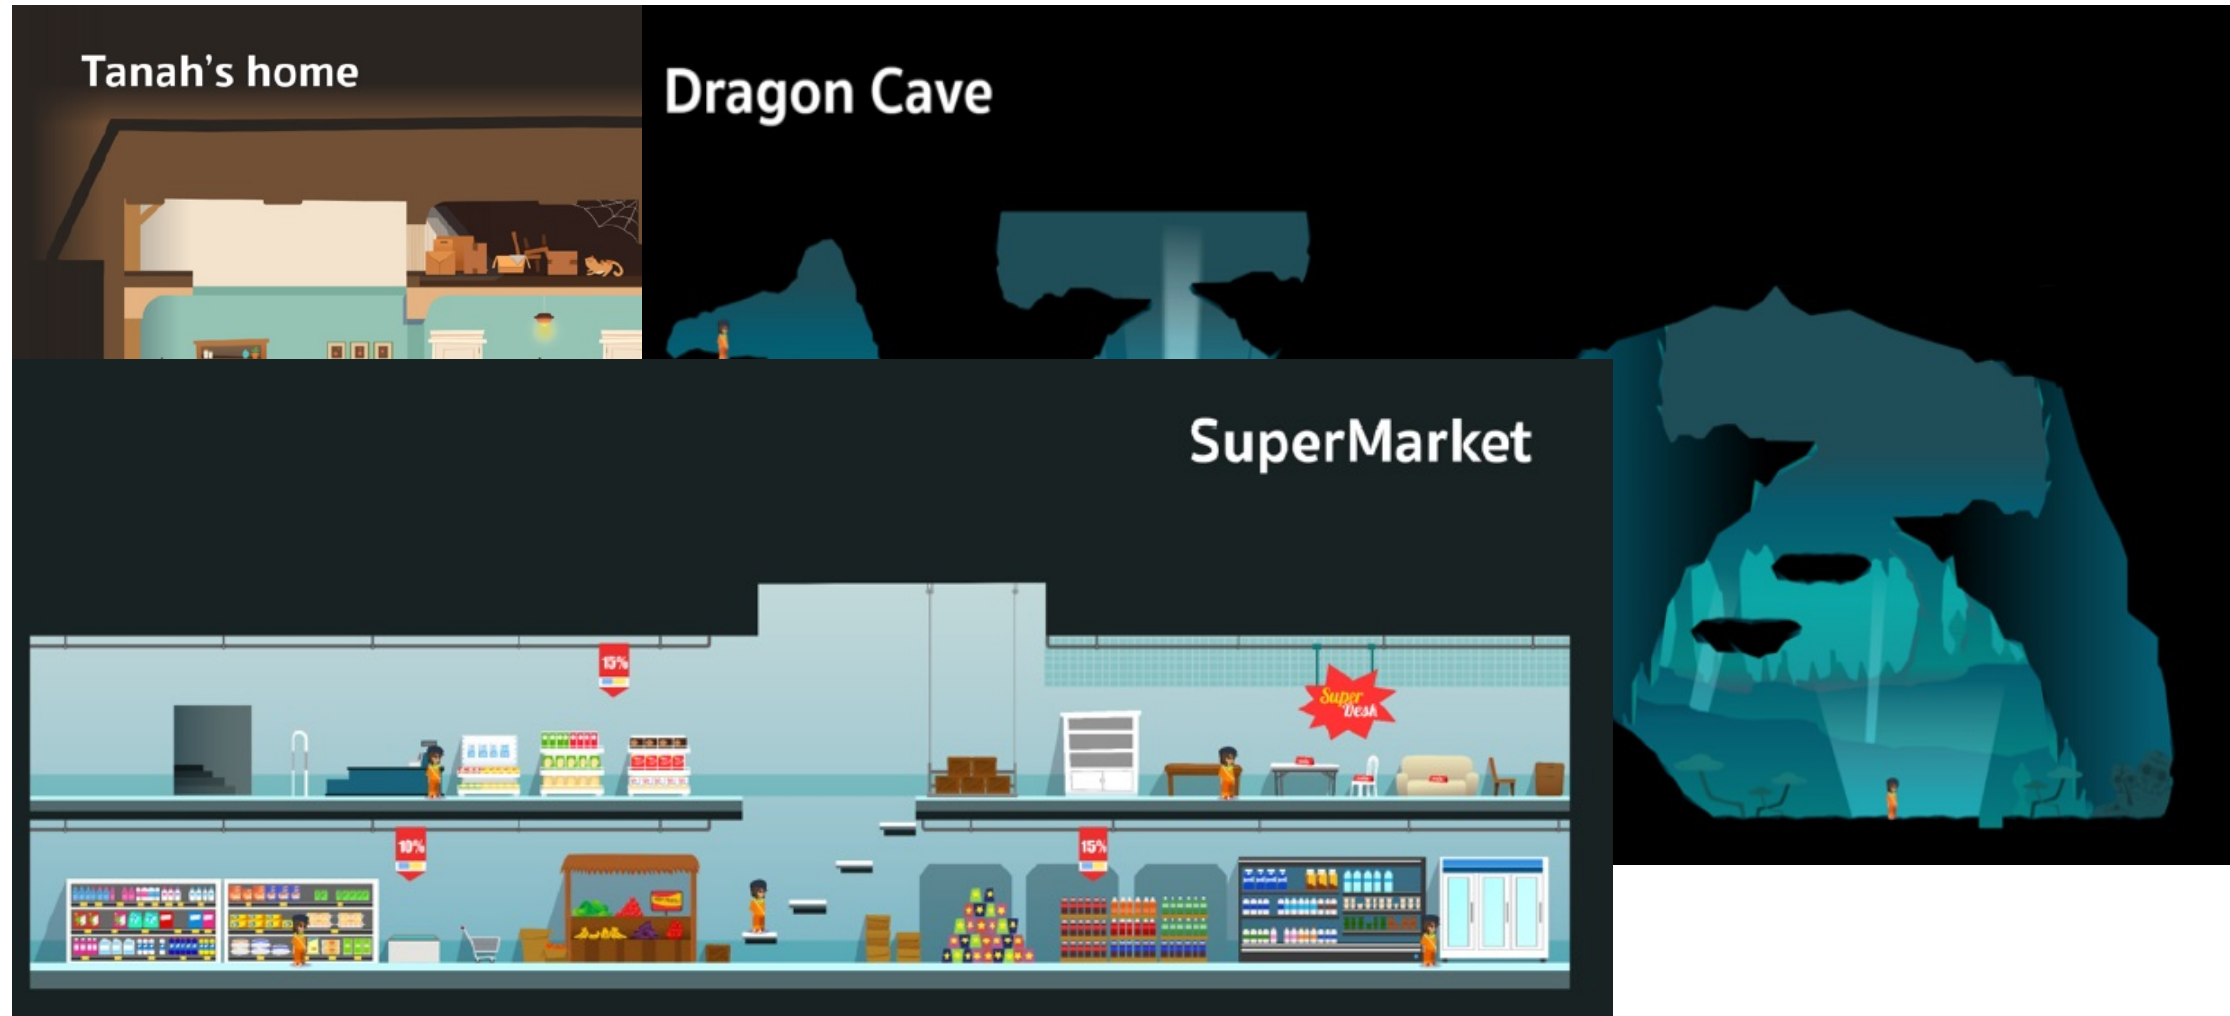 Tanah's home
Dragon Cave
SuperMarket
15%
Super
Desk
10%
15%